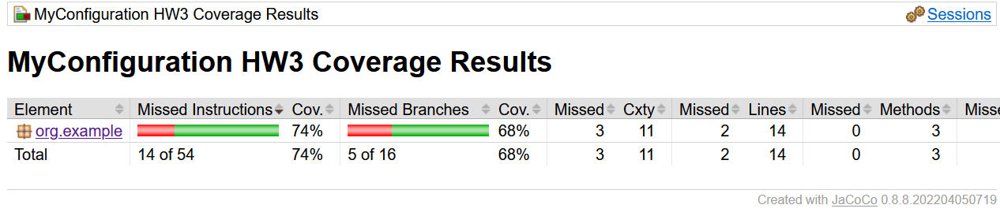 MyConfiguration HW3 Coverage Results Sessions
MyConfiguration HW3 Coverage Results
Element Missed Instructions Cov. Missed Branches Cov. Missed Cxty Missed Lines Missed Methods Misse
org.example 74% 68% 3 11 2 14 0 3
Total 14 of 54 74% 5 of 16 68% 3 11 2 14 0 3
Created with JaCoCo 0.8.8.202204050719